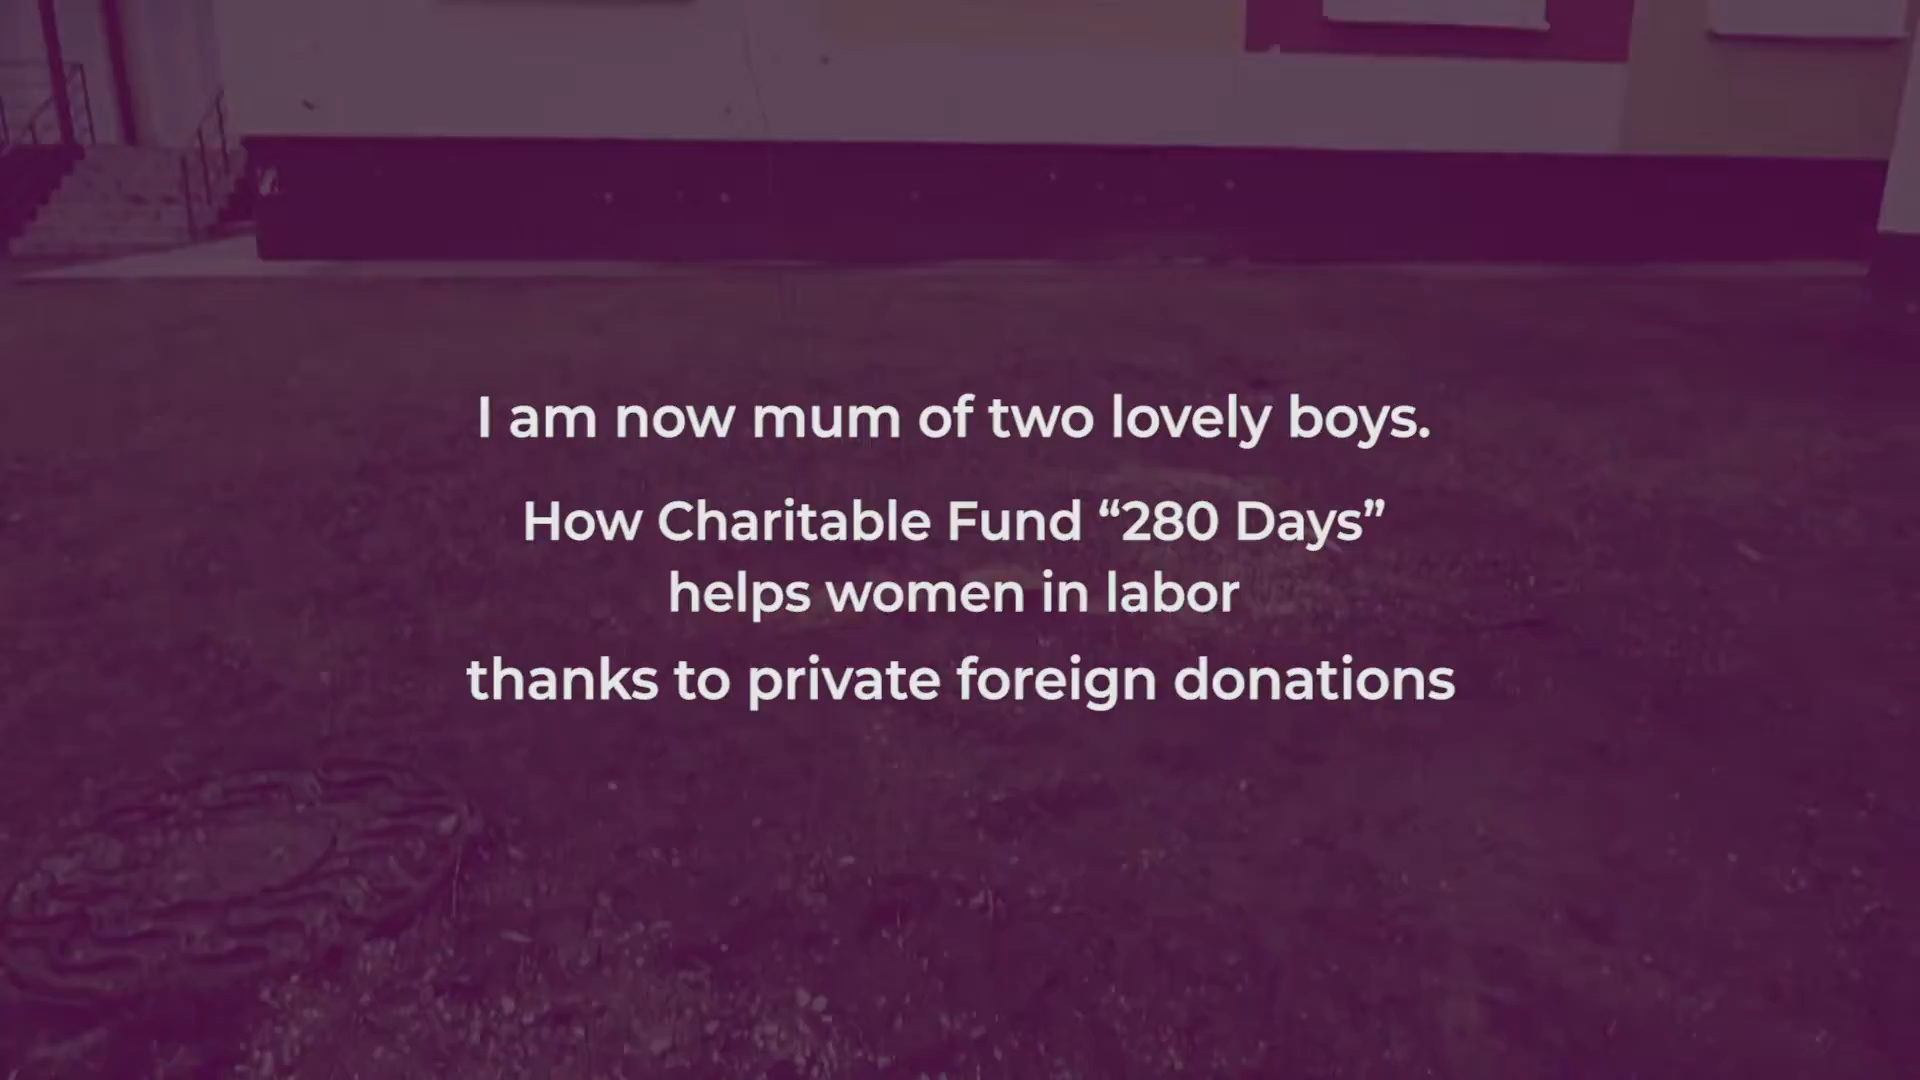 I am now mum of two lovely boys.
How Charitable Fund “280 Days”
helps women in labor
thanks to private foreign donations